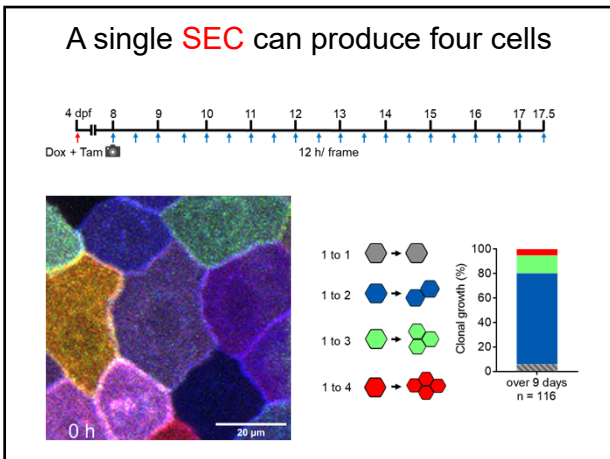 A single SEC can produce four cells
4 dpf 8 9 10 11 12 13 14 15 16 17 17.5
Dox + Tam 12 h/ frame
0 h
20 µm
1 to 1
1 to 2
1 to 3
1 to 4
Clonal growth (%)
100
80
60
40
20
0
over 9 days
n = 116